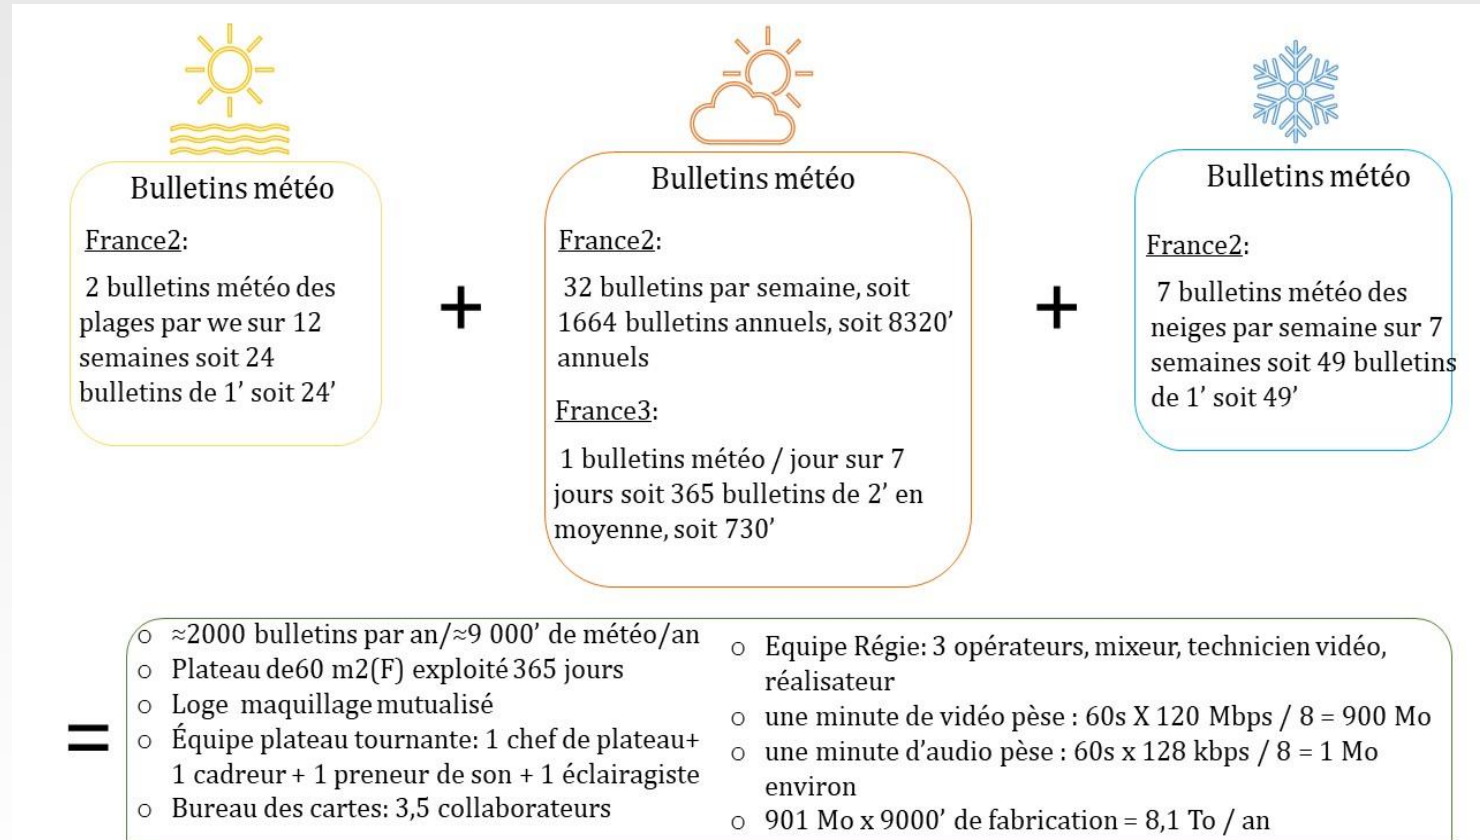 Bulletins météo
France2:
2 bulletins météo des
plages par we sur 12
semaines soit 24
bulletins de 1’ soit 24’
+
Bulletins météo
France2:
32 bulletins par semaine, soit
1664 bulletins annuels, soit 8320’
annuels
France3:
1 bulletins météo / jour sur 7
jours soit 365 bulletins de 2’ en
moyenne, soit 730’
+
Bulletins météo
France2:
7 bulletins météo des
neiges par semaine sur 7
semaines soit 49 bulletins
de 1’ soit 49’
=
o ≈2000 bulletins par an/≈9 000’ de météo/an
o Plateau de60 m2(F) exploité 365 jours
o Loge maquillage mutualisé
o Équipe plateau tournante: 1 chef de plateau+
1 cadreur + 1 preneur de son + 1 éclairagiste
o Bureau des cartes: 3,5 collaborateurs
o Equipe Régie: 3 opérateurs, mixeur, technicien vidéo,
réalisateur
o une minute de vidéo pèse : 60s X 120 Mbps / 8 = 900 Mo
o une minute d’audio pèse : 60s x 128 kbps / 8 = 1 Mo
environ
o 901 Mo x 9000’ de fabrication = 8,1 To / an